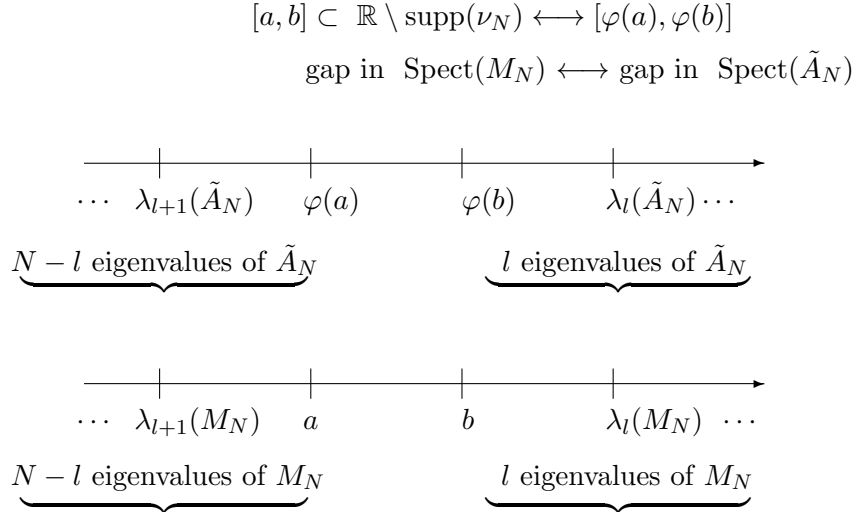 [a, b] ⊂ ℝ \ supp(ν_N) ⟷ [φ(a), φ(b)]
gap in Spect(M_N) ⟷ gap in Spect(Ã_N)
⋯ λ_{l+1}(Ã_N) φ(a) φ(b) λ_l(Ã_N) ⋯
N − l eigenvalues of Ã_N l eigenvalues of Ã_N
⋯ λ_{l+1}(M_N) a b λ_l(M_N) ⋯
N − l eigenvalues of M_N l eigenvalues of M_N